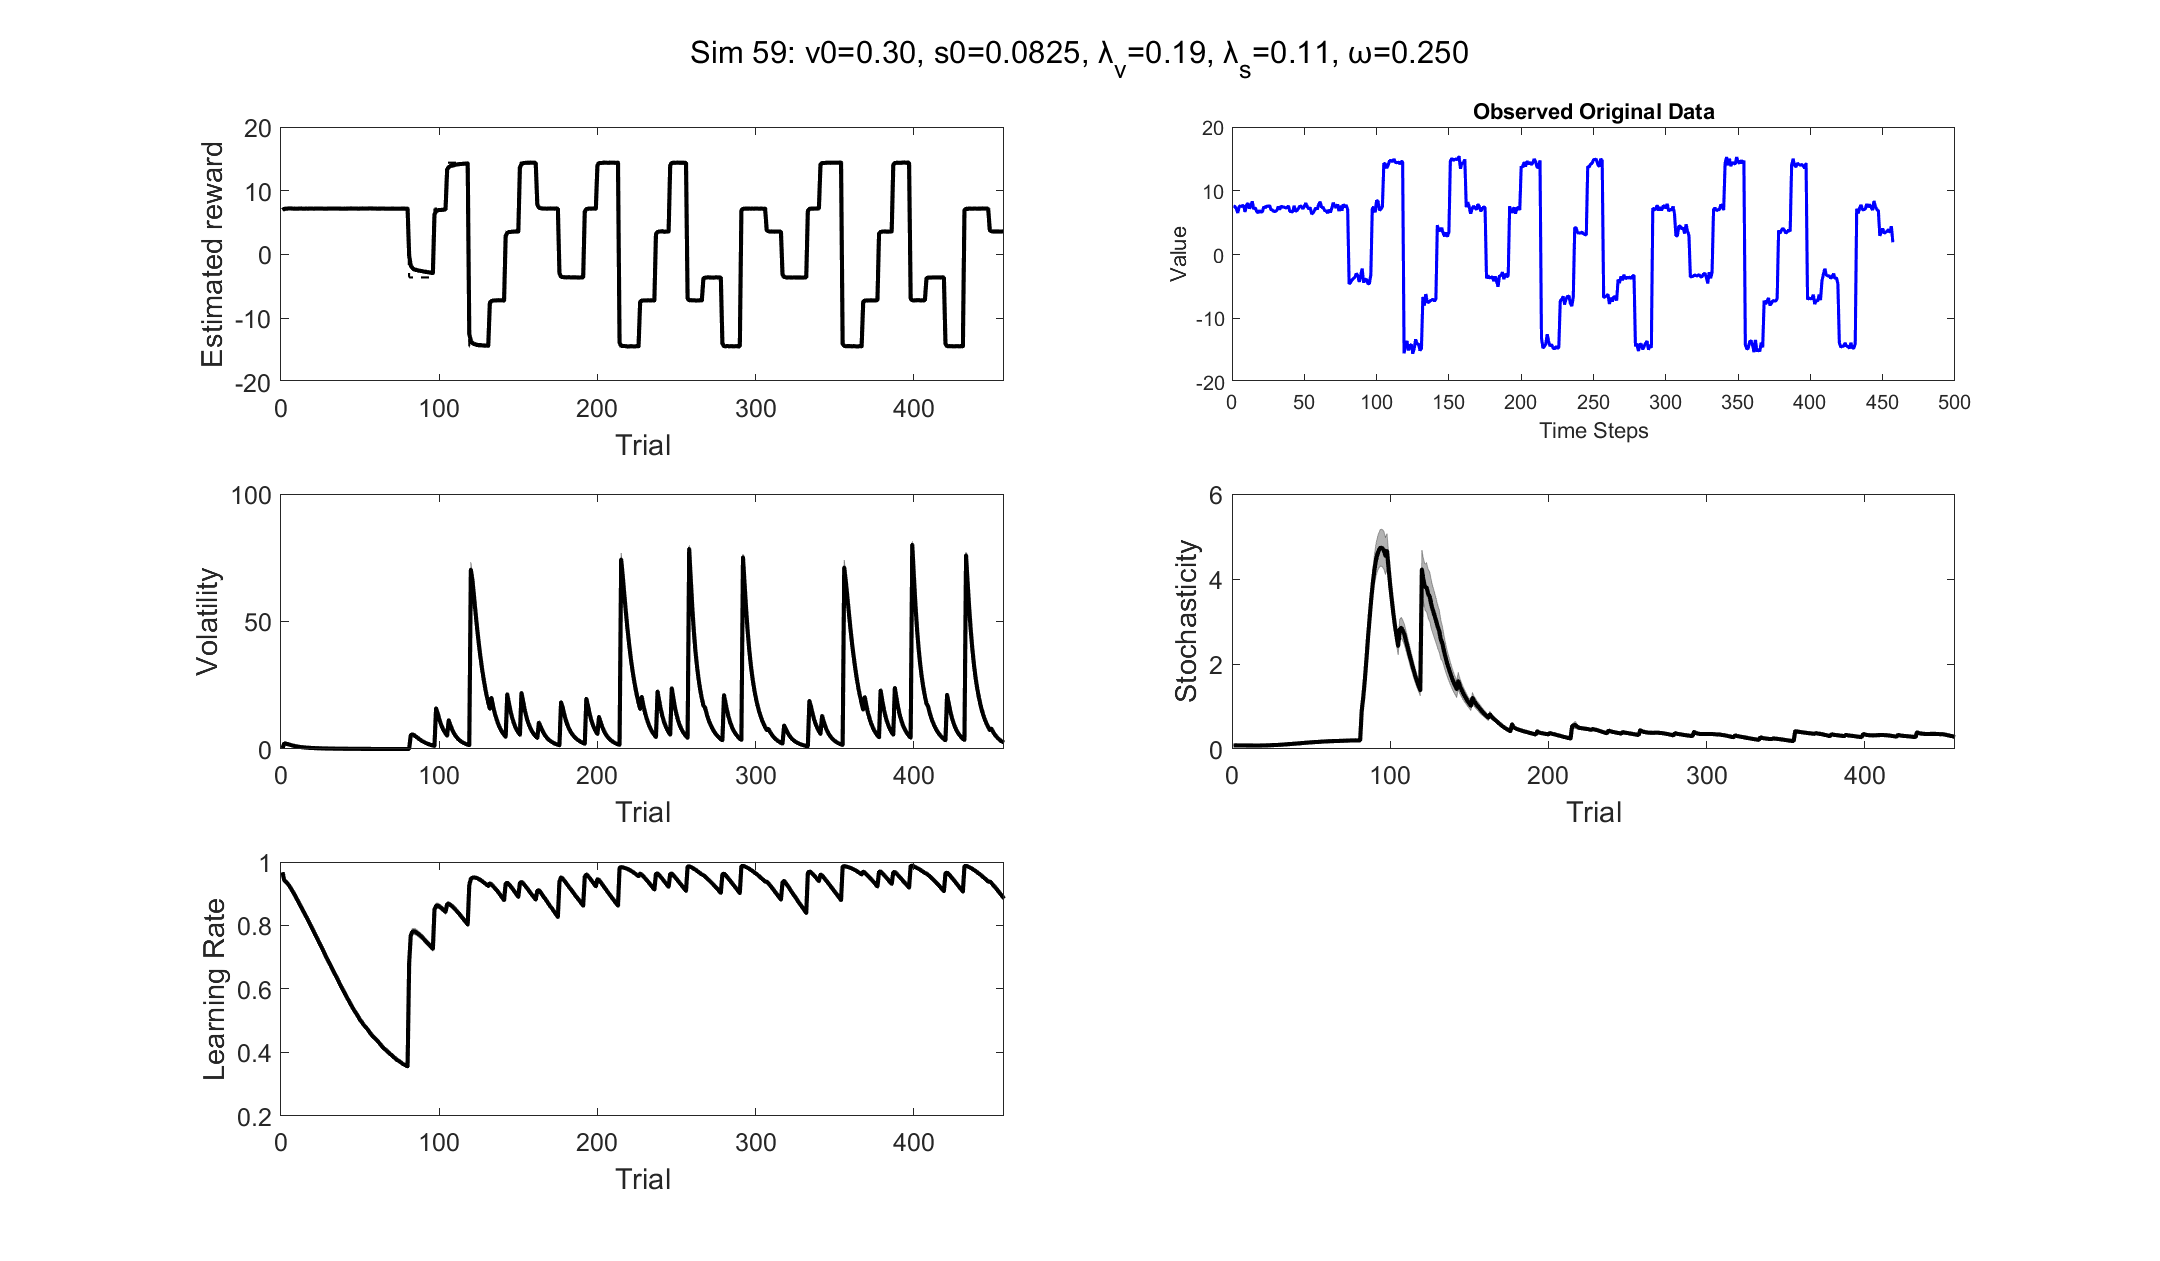 Sim 59: v0=0.30, s0=0.0825, λ_v=0.19, λ_s=0.11, ω=0.250
Estimated reward
20
10
0
-10
-20
0 100 200 300 400
Trial
Observed Original Data
Value
20
10
0
-10
-20
0 50 100 150 200 250 300 350 400 450 500
Time Steps
Volatility
100
50
0
0 100 200 300 400
Trial
Stochasticity
6
4
2
0
0 100 200 300 400
Trial
Learning Rate
1
0.8
0.6
0.4
0.2
0 100 200 300 400
Trial